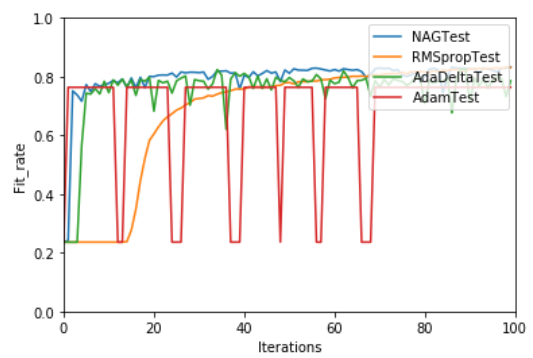 1.0
0.8
0.6
0.4
0.2
0.0
Fit_rate
NAGTest
RMSpropTest
AdaDeltaTest
AdamTest
0 20 40 60 80 100
Iterations